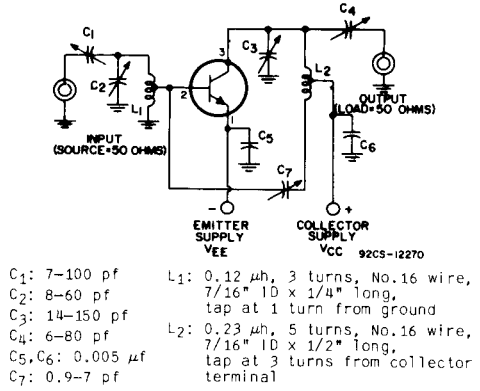 C1
C2
L1
INPUT
(SOURCE=50 OHMS)
3
2
1
C3
L2
C4
OUTPUT
(LOAD=50 OHMS)
C5
C6
C7
−
EMITTER
SUPPLY
VEE
+
COLLECTOR
SUPPLY
VCC
92CS-12270
C1: 7-100 pf
C2: 8-60 pf
C3: 14-150 pf
C4: 6-80 pf
C5,C6: 0.005 μf
C7: 0.9-7 pf
L1: 0.12 μh, 3 turns, No.16 wire,
7/16" ID x 1/4" long,
tap at 1 turn from ground
L2: 0.23 μh, 5 turns, No.16 wire,
7/16" ID x 1/2" long,
tap at 3 turns from collector
terminal